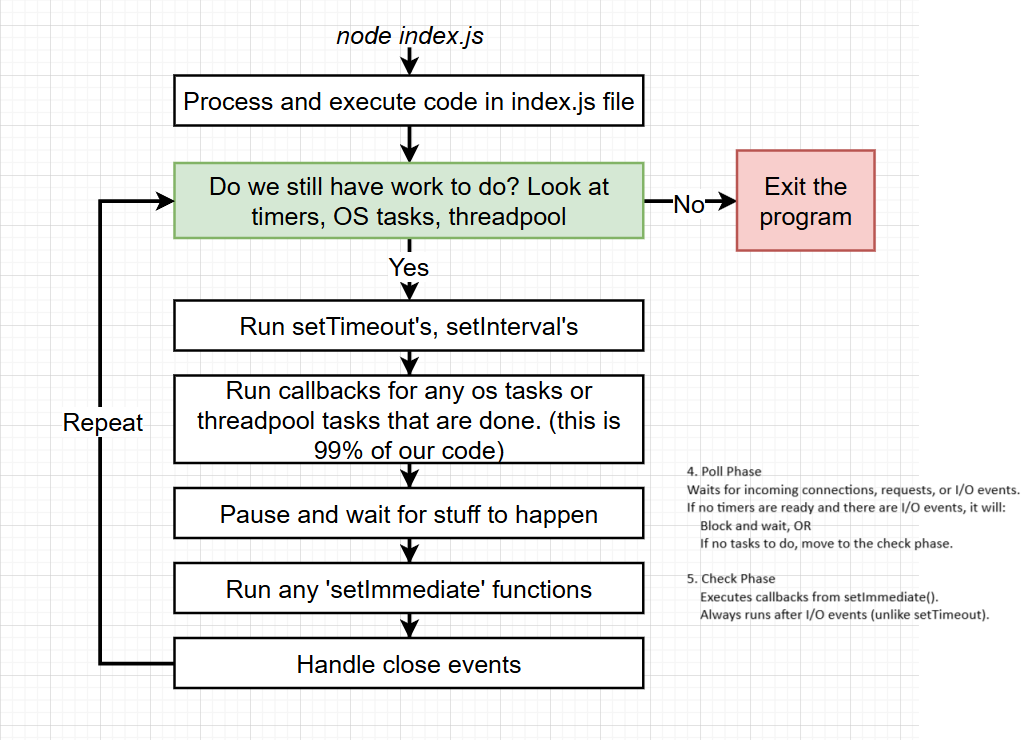 node index.js
Process and execute code in index.js file
Do we still have work to do? Look at
timers, OS tasks, threadpool
No
Exit the
program
Yes
Run setTimeout's, setInterval's
Run callbacks for any os tasks or
threadpool tasks that are done. (this is
99% of our code)
Repeat
Pause and wait for stuff to happen
Run any 'setImmediate' functions
Handle close events
4. Poll Phase
Waits for incoming connections, requests, or I/O events.
If no timers are ready and there are I/O events, it will:
Block and wait, OR
If no tasks to do, move to the check phase.
5. Check Phase
Executes callbacks from setImmediate().
Always runs after I/O events (unlike setTimeout).